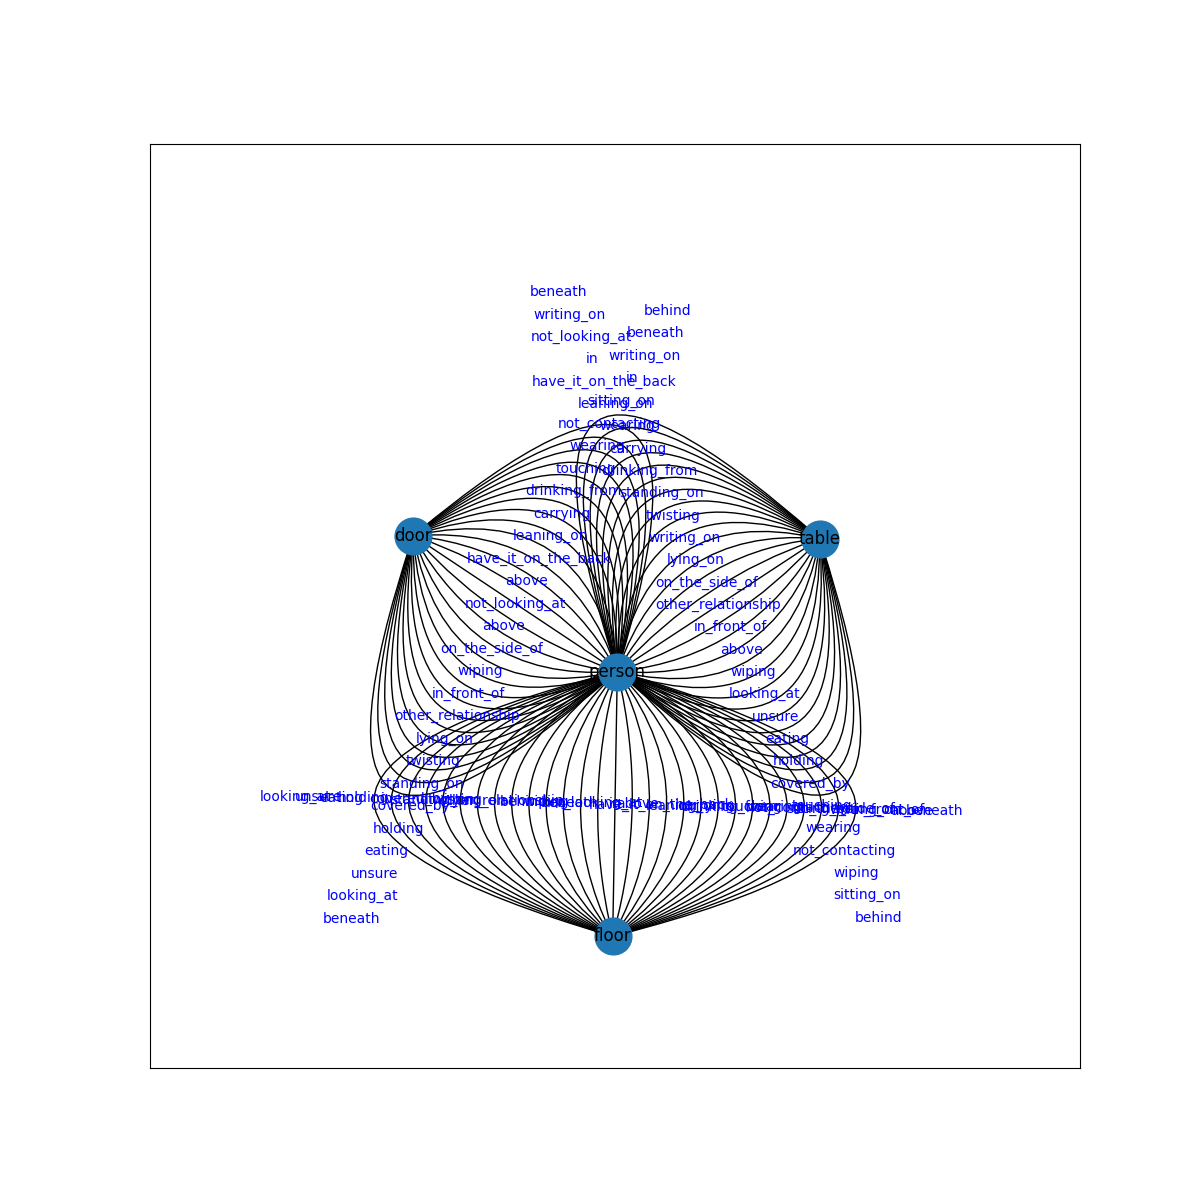 beneath
behind
writing_on
beneath
not_looking_at
writing_on
in
in
have_it_on_the_back
sitting_on
leaning_on
not_contacting
wearing
wearing
carrying
touching
drinking_from
drinking_from
standing_on
carrying
twisting
door
leaning_on
writing_on
table
have_it_on_the_back
lying_on
above
on_the_side_of
not_looking_at
other_relationship
above
in_front_of
on_the_side_of
above
wiping
person
wiping
in_front_of
looking_at
other_relationship
unsure
lying_on
eating
twisting
holding
standing_on
covered_by
looking_at
beneath
covered_by
holding
wearing
eating
not_contacting
unsure
wiping
looking_at
sitting_on
beneath
behind
floor